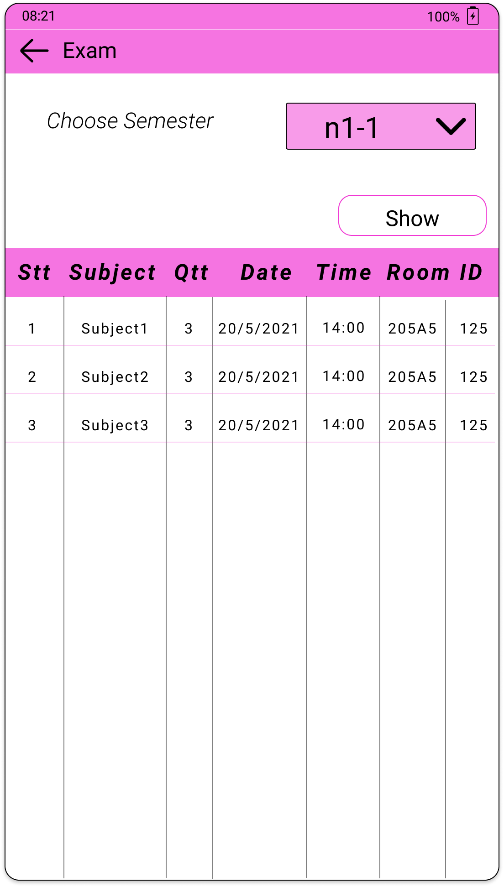 08:21 100%
Exam
Choose Semester n1-1
Show
Stt Subject Qtt Date Time Room ID
1 Subject1 3 20/5/2021 14:00 205A5 125
2 Subject2 3 20/5/2021 14:00 205A5 125
3 Subject3 3 20/5/2021 14:00 205A5 125